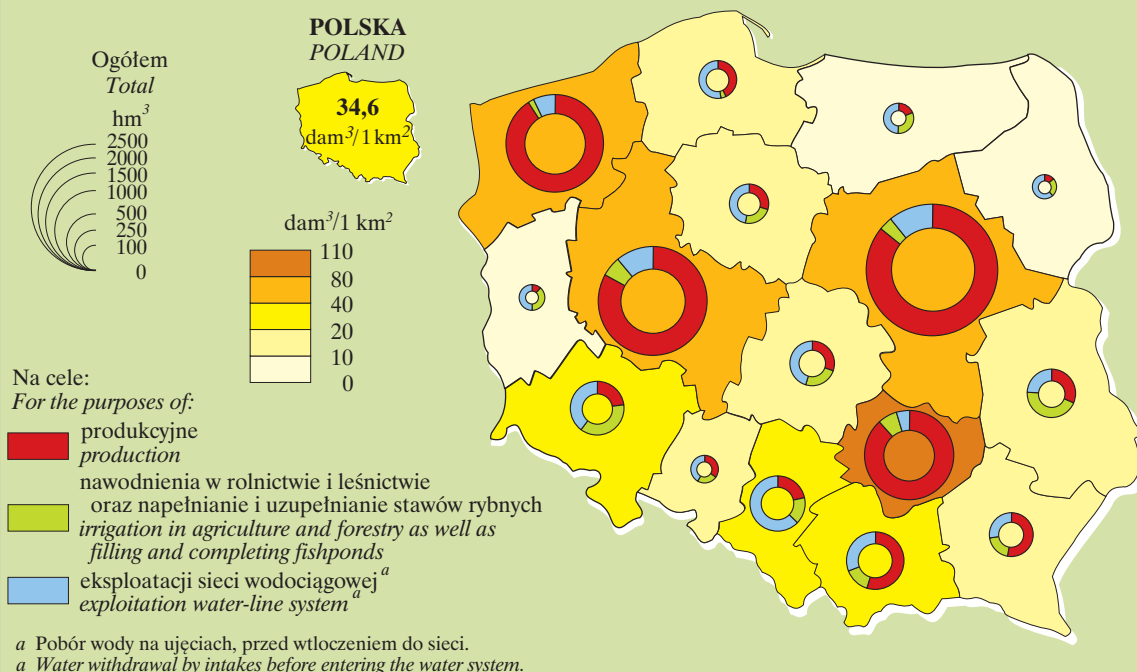 POLSKA
POLAND
34,6
dam³/1 km²
Ogółem
Total
hm³
2500
2000
1500
1000
500
250
100
0
dam³/1 km²
110
80
40
20
10
0
Na cele:
For the purposes of:
produkcyjne
production
nawodnienia w rolnictwie i leśnictwie
oraz napełnianie i uzupełnianie stawów rybnych
irrigation in agriculture and forestry as well as
filling and completing fishponds
eksploatacji sieci wodociągowej a
exploitation water-line system a
a Pobór wody na ujęciach, przed wtłoczeniem do sieci.
a Water withdrawal by intakes before entering the water system.